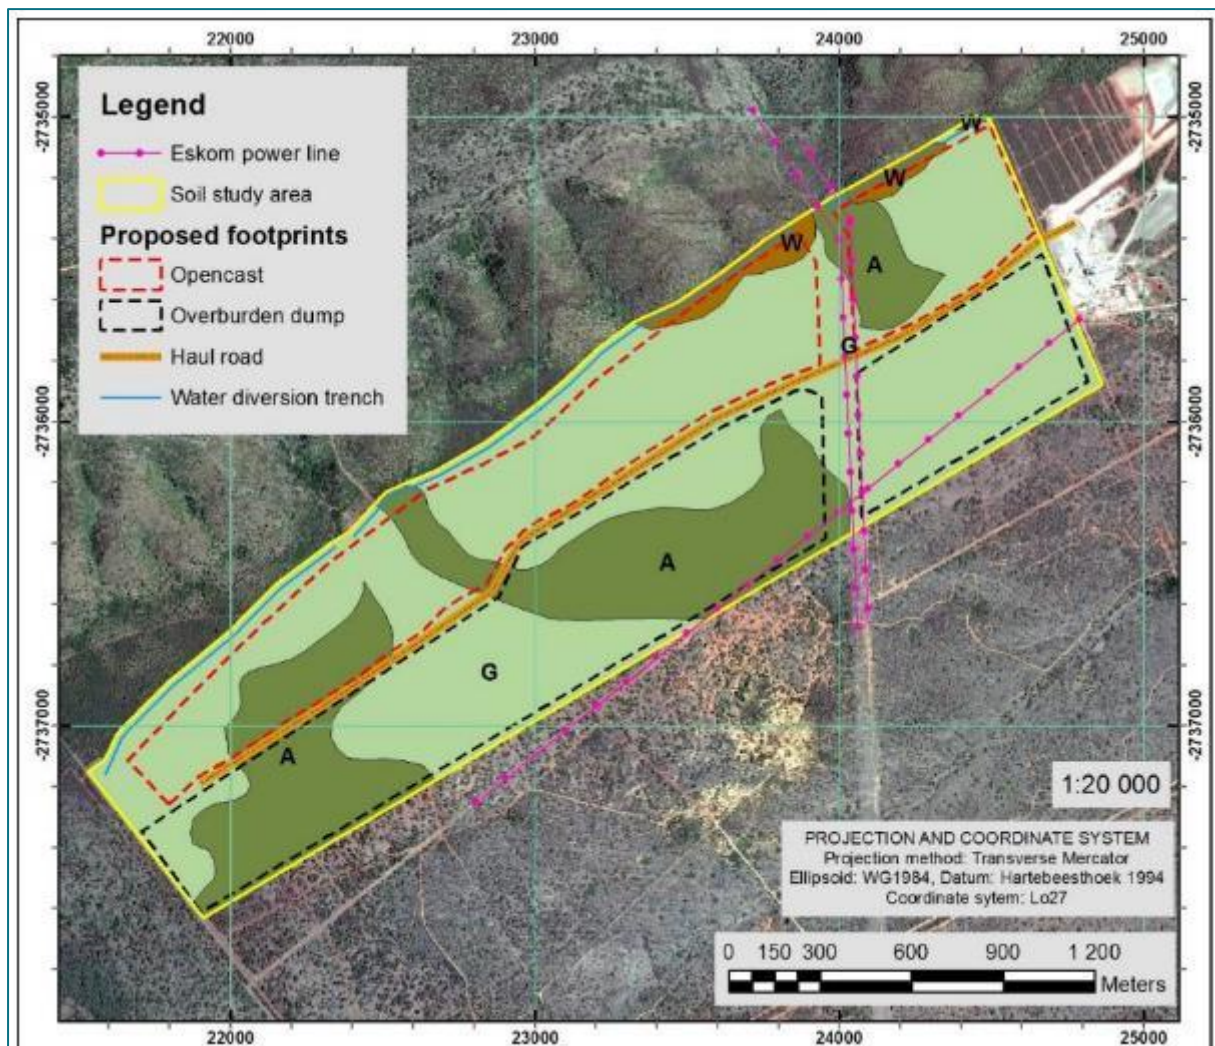 22000 23000 24000 25000
Legend
Eskom power line
Soil study area
Proposed footprints
Opencast
Overburden dump
Haul road
Water diversion trench
-2735000
-2735000
W
W
W
A
G
-2736000
-2736000
A
G
A
-2737000
-2737000
1:20 000
PROJECTION AND COORDINATE SYSTEM
Projection method: Transverse Mercator
Ellipsoid: WG1984, Datum: Hartebeesthoek 1994
Coordinate sytem: Lo27
0 150 300 600 900 1 200
Meters
22000 23000 24000 25000